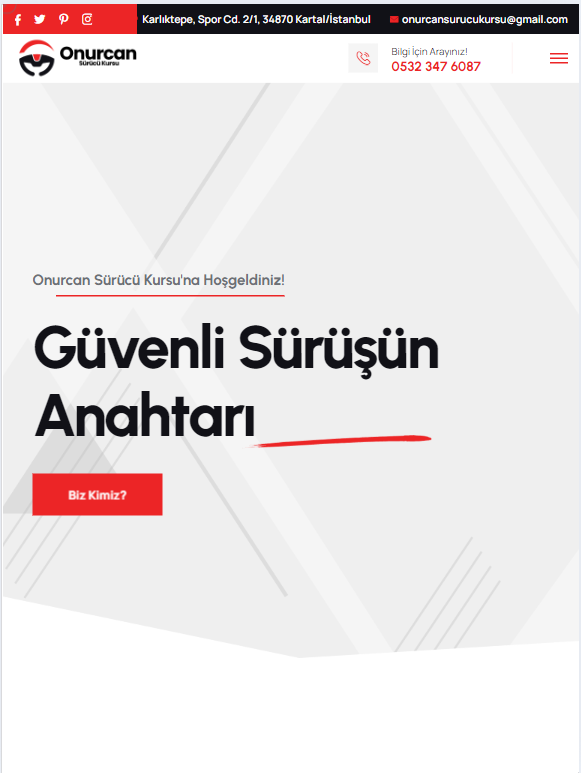 Karlıktepe, Spor Cd. 2/1, 34870 Kartal/İstanbul
onurcansurucukursu@gmail.com
Onurcan
Sürücü Kursu
Bilgi İçin Arayınız!
0532 347 6087
Onurcan Sürücü Kursu'na Hoşgeldiniz!
Güvenli Sürüşün
Anahtarı
Biz Kimiz?